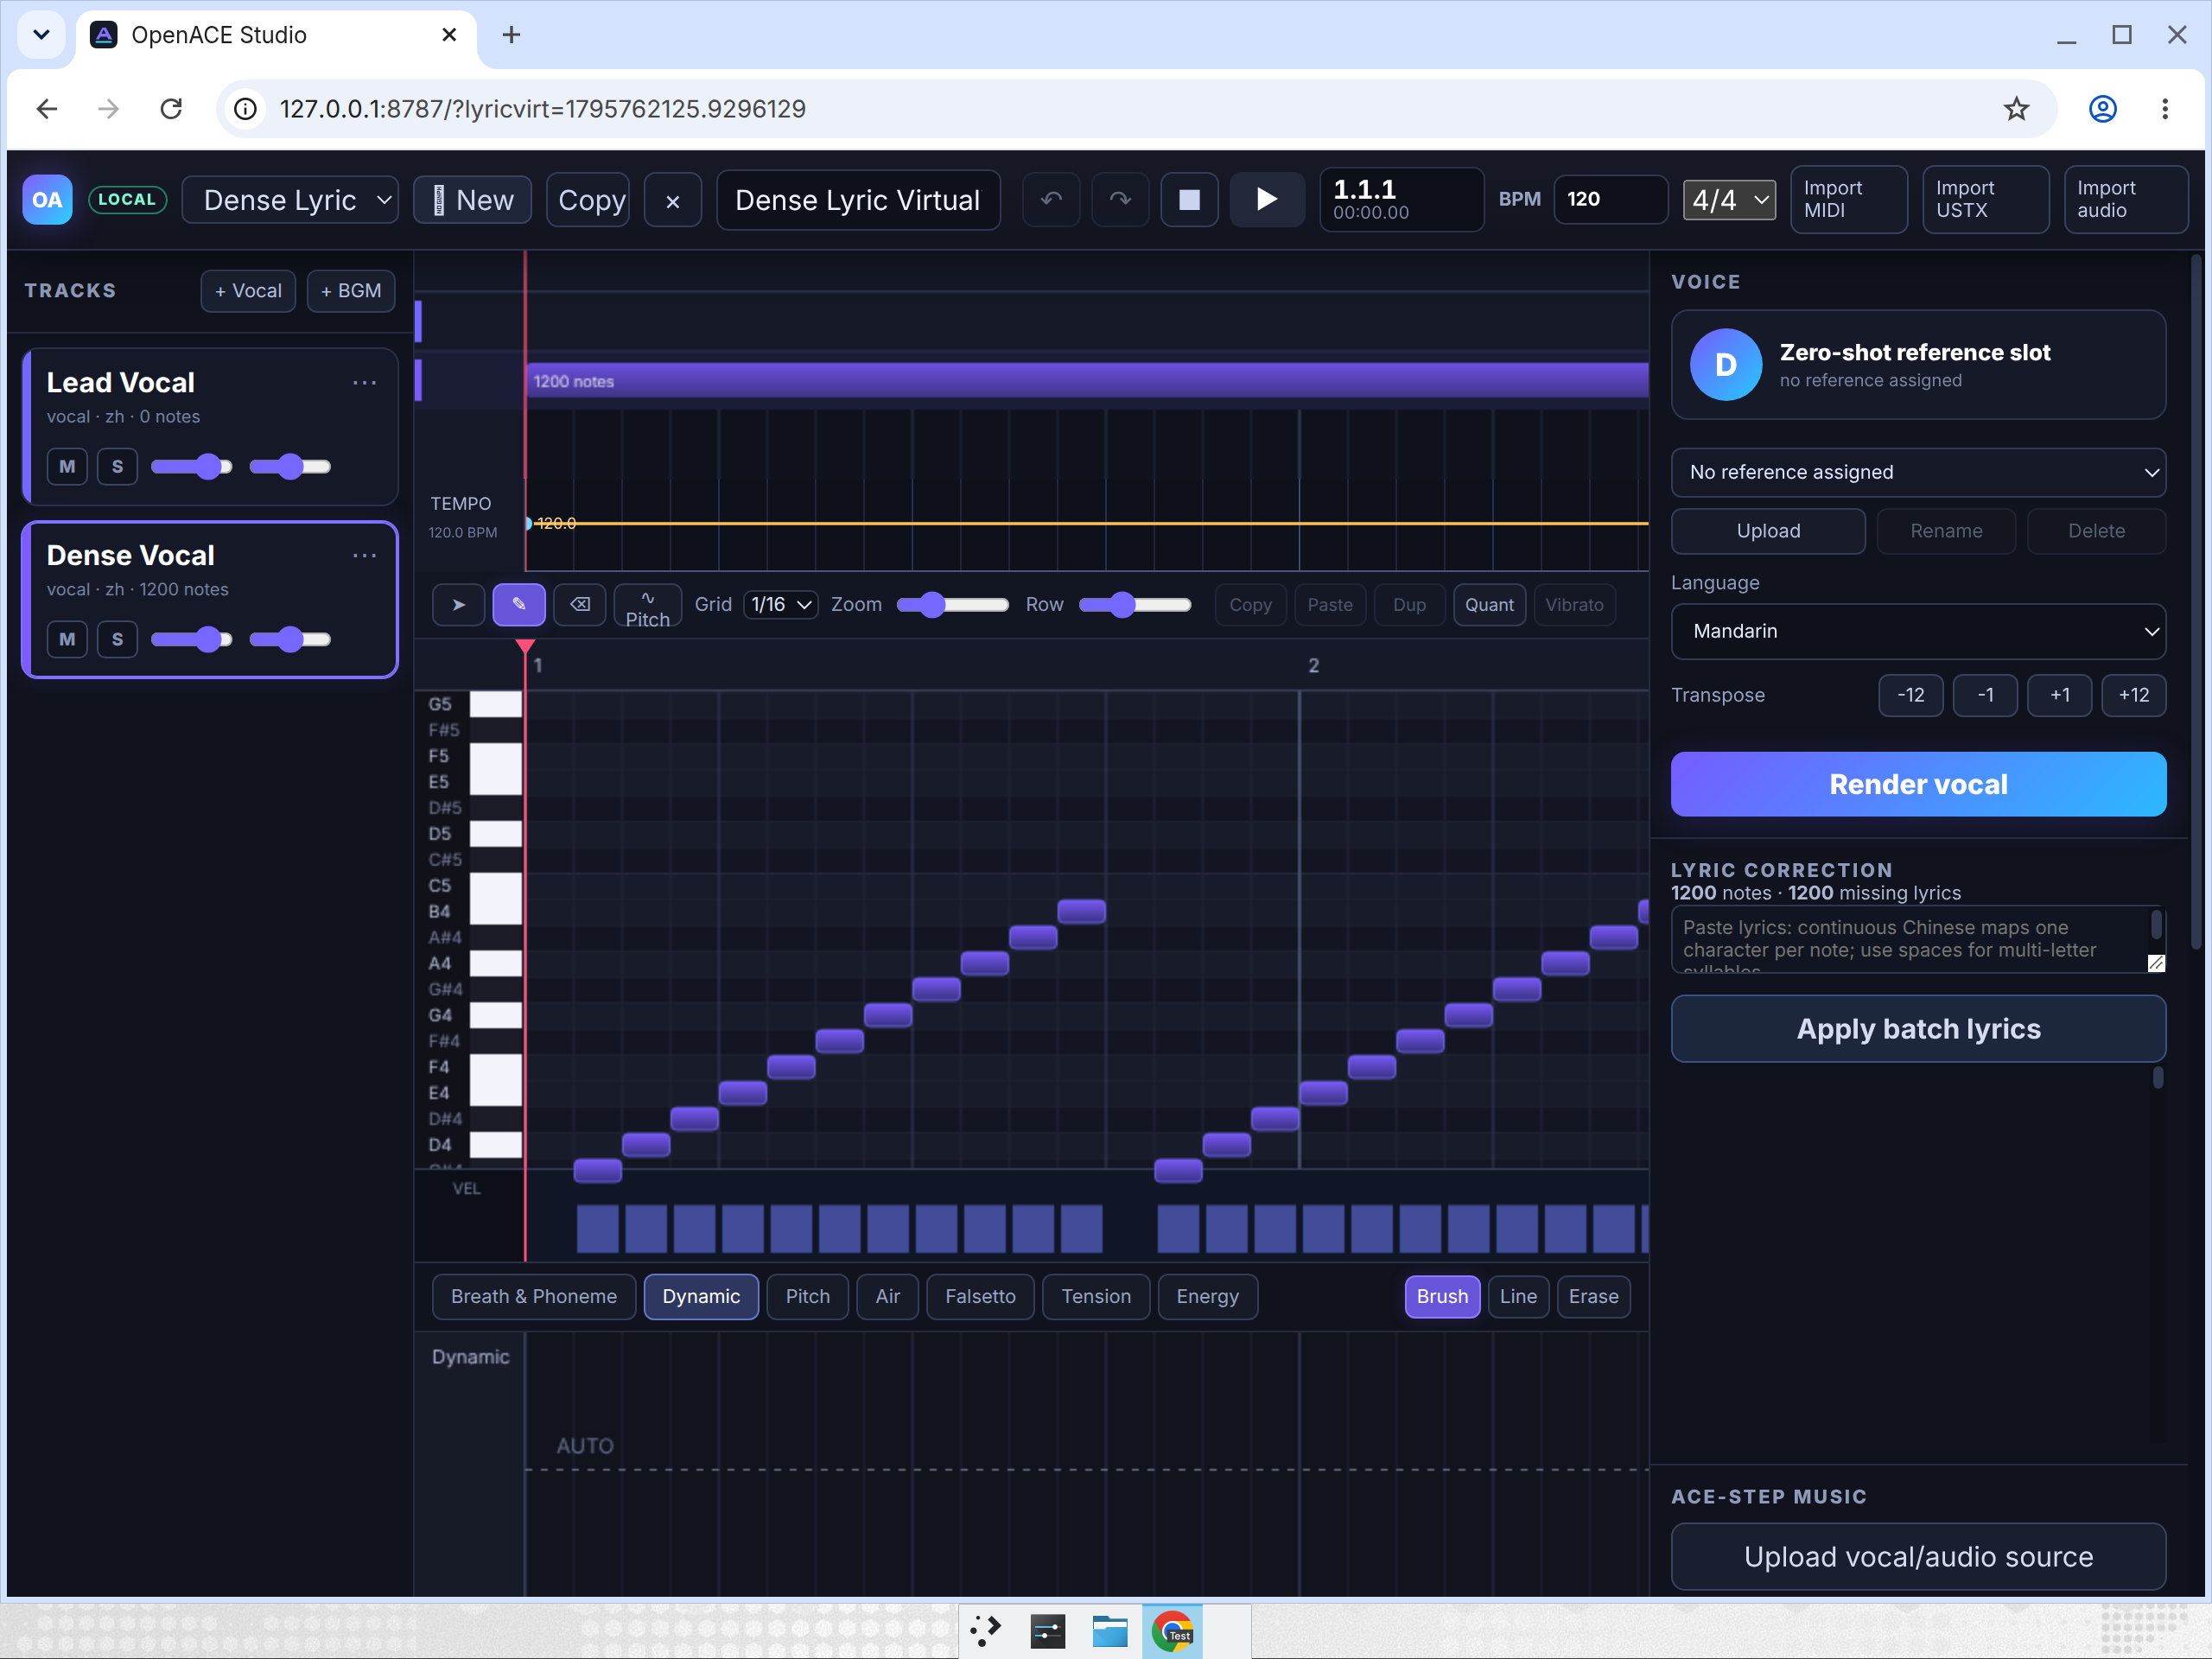 OpenACE Studio
127.0.0.1:8787/?lyricvirt=1795762125.9296129
OA
LOCAL
Dense Lyric
New
Copy
×
Dense Lyric Virtual
1.1.1
00:00.00
BPM
120
4/4
Import
MIDI
Import
USTX
Import
audio
TRACKS
+ Vocal
+ BGM
Lead Vocal
vocal · zh · 0 notes
M
S
Dense Vocal
vocal · zh · 1200 notes
M
S
1200 notes
TEMPO
120.0 BPM
120.0
Pitch
Grid
1/16
Zoom
Row
Copy
Paste
Dup
Quant
Vibrato
1
2
G5
F#5
F5
E5
D#5
D5
C#5
C5
B4
A#4
A4
G#4
G4
F#4
F4
E4
D#4
D4
VEL
Breath & Phoneme
Dynamic
Pitch
Air
Falsetto
Tension
Energy
Brush
Line
Erase
Dynamic
AUTO
VOICE
D
Zero-shot reference slot
no reference assigned
No reference assigned
Upload
Rename
Delete
Language
Mandarin
Transpose
-12
-1
+1
+12
Render vocal
LYRIC CORRECTION
1200 notes · 1200 missing lyrics
Paste lyrics: continuous Chinese maps one
character per note; use spaces for multi-letter
syllables
Apply batch lyrics
ACE-STEP MUSIC
Upload vocal/audio source
Test